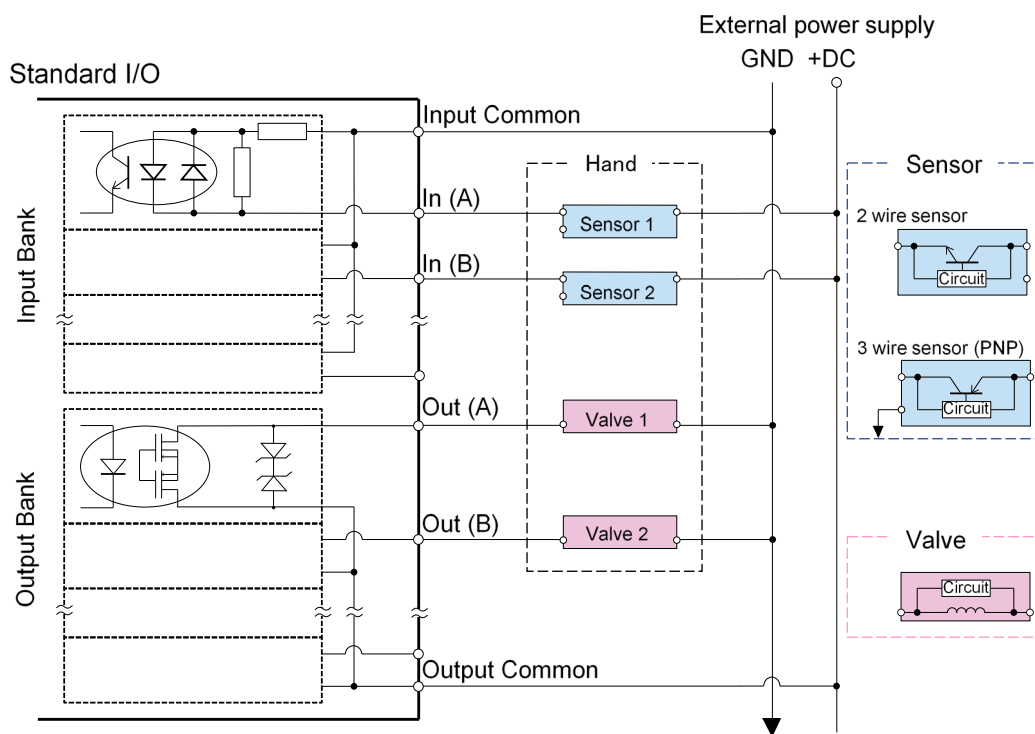 External power supply
GND +DC
Standard I/O
Input Common
Hand
Sensor
In (A)
Sensor 1
2 wire sensor
Circuit
Input Bank
In (B)
Sensor 2
3 wire sensor (PNP)
Circuit
Out (A)
Valve 1
Output Bank
Out (B)
Valve 2
Valve
Circuit
Output Common